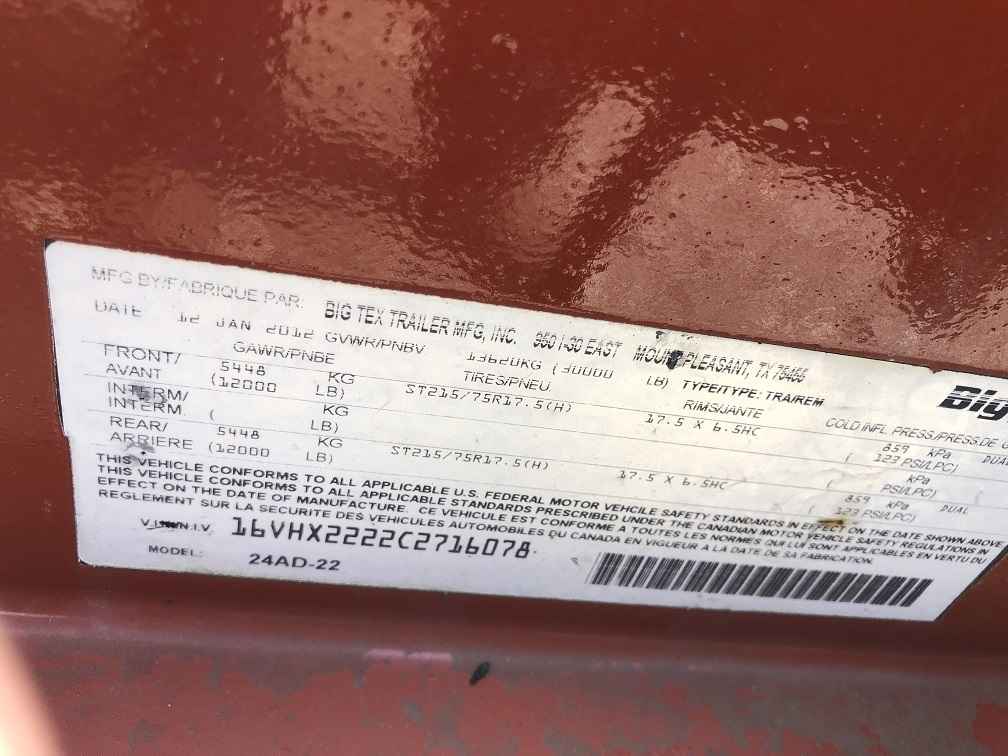 MFG BY/FABRIQUE PAR: BIG TEX TRAILER MFG, INC. 950 I-30 EAST MOUNT PLEASANT, TX 75455
DATE 12 JAN 2012 GVWR/PNBV 13620KG (30000 LB) TYPE/TYPE: TRA/REM Big
GAWR/PNBE TIRES/PNEU RIMS/JANTE COLD INFL PRESS/PRESS.DE G
FRONT/ 5448 KG ST215/75R17.5(H) 17.5 X 6.5HC 859 kPa DUAL
AVANT (12000 LB) ( 123 PSI/LPC)
INTERM/ KG kPa
INTERM. ( LB) ( PSI/LPC)
REAR/ 5448 KG ST215/75R17.5(H) 17.5 X 6.5HC 859 kPa DUAL
ARRIERE (12000 LB) ( 123 PSI/LPC)
THIS VEHICLE CONFORMS TO ALL APPLICABLE U.S. FEDERAL MOTOR VEHICLE SAFETY STANDARDS IN EFFECT ON THE DATE SHOWN ABOVE
THIS VEHICLE CONFORMS TO ALL APPLICABLE STANDARDS PRESCRIBED UNDER THE CANADIAN MOTOR VEHICLE SAFETY REGULATIONS IN
EFFECT ON THE DATE OF MANUFACTURE. CE VEHICULE EST CONFORME A TOUTES LES NORMES QUI LUI SONT APPLICABLES EN VERTU DU
REGLEMENT SUR LA SECURITE DES VEHICULES AUTOMOBILES DU CANADA EN VIGUEUR A LA DATE DE SA FABRICATION.
16VHX2222C2716078
MODEL: 24AD-22